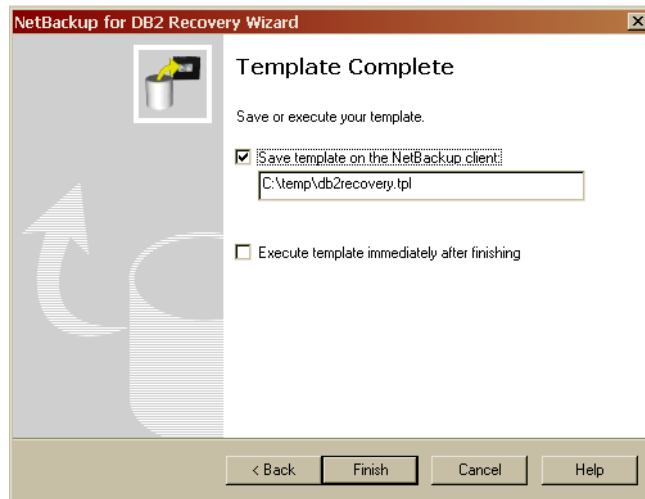 NetBackup for DB2 Recovery Wizard
Template Complete
Save or execute your template.
Save template on the NetBackup client:
C:\temp\db2recovery.tpl
Execute template immediately after finishing
< Back
Finish
Cancel
Help